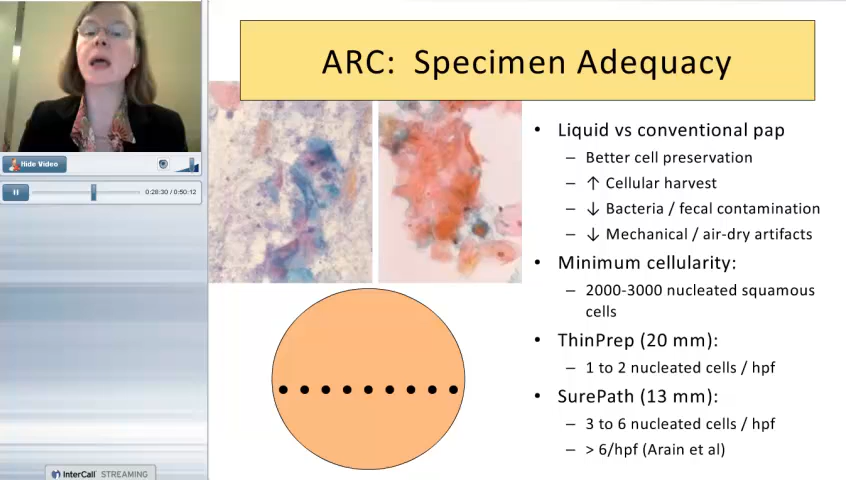 ARC: Specimen Adequacy
Hide Video
0:28:30 / 0:50:12
• Liquid vs conventional pap
– Better cell preservation
– ↑ Cellular harvest
– ↓ Bacteria / fecal contamination
– ↓ Mechanical / air-dry artifacts
• Minimum cellularity:
– 2000-3000 nucleated squamous
cells
• ThinPrep (20 mm):
– 1 to 2 nucleated cells / hpf
• SurePath (13 mm):
– 3 to 6 nucleated cells / hpf
– > 6/hpf (Arain et al)
InterCall STREAMING